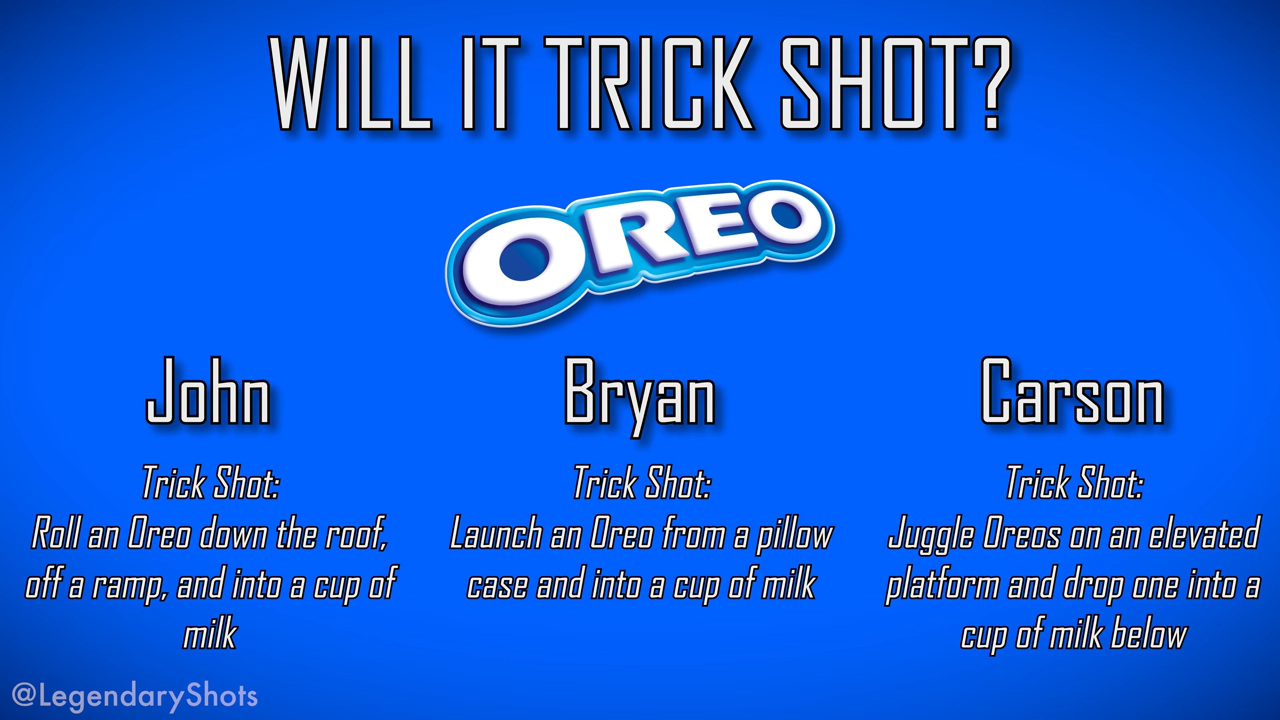 WILL IT TRICK SHOT?
OREO
John
Trick Shot:
Roll an Oreo down the roof,
off a ramp, and into a cup of
milk
Bryan
Trick Shot:
Launch an Oreo from a pillow
case and into a cup of milk
Carson
Trick Shot:
Juggle Oreos on an elevated
platform and drop one into a
cup of milk below
@LegendaryShots